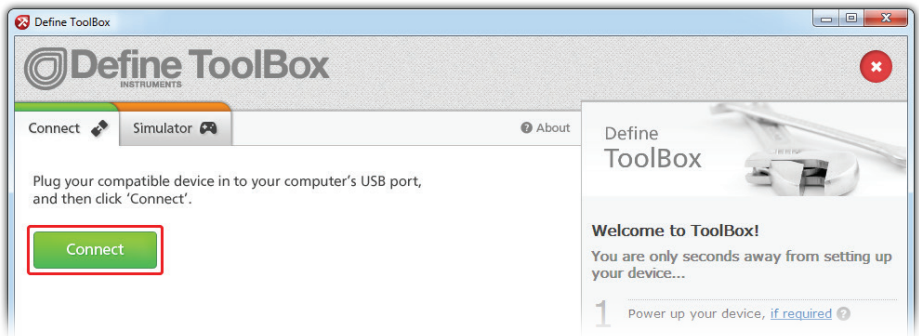 Define ToolBox
Define ToolBox
INSTRUMENTS
Connect
Simulator
About
Plug your compatible device in to your computer's USB port,
and then click 'Connect'.
Connect
Define
ToolBox
Welcome to ToolBox!
You are only seconds away from setting up
your device...
1 Power up your device, if required ?